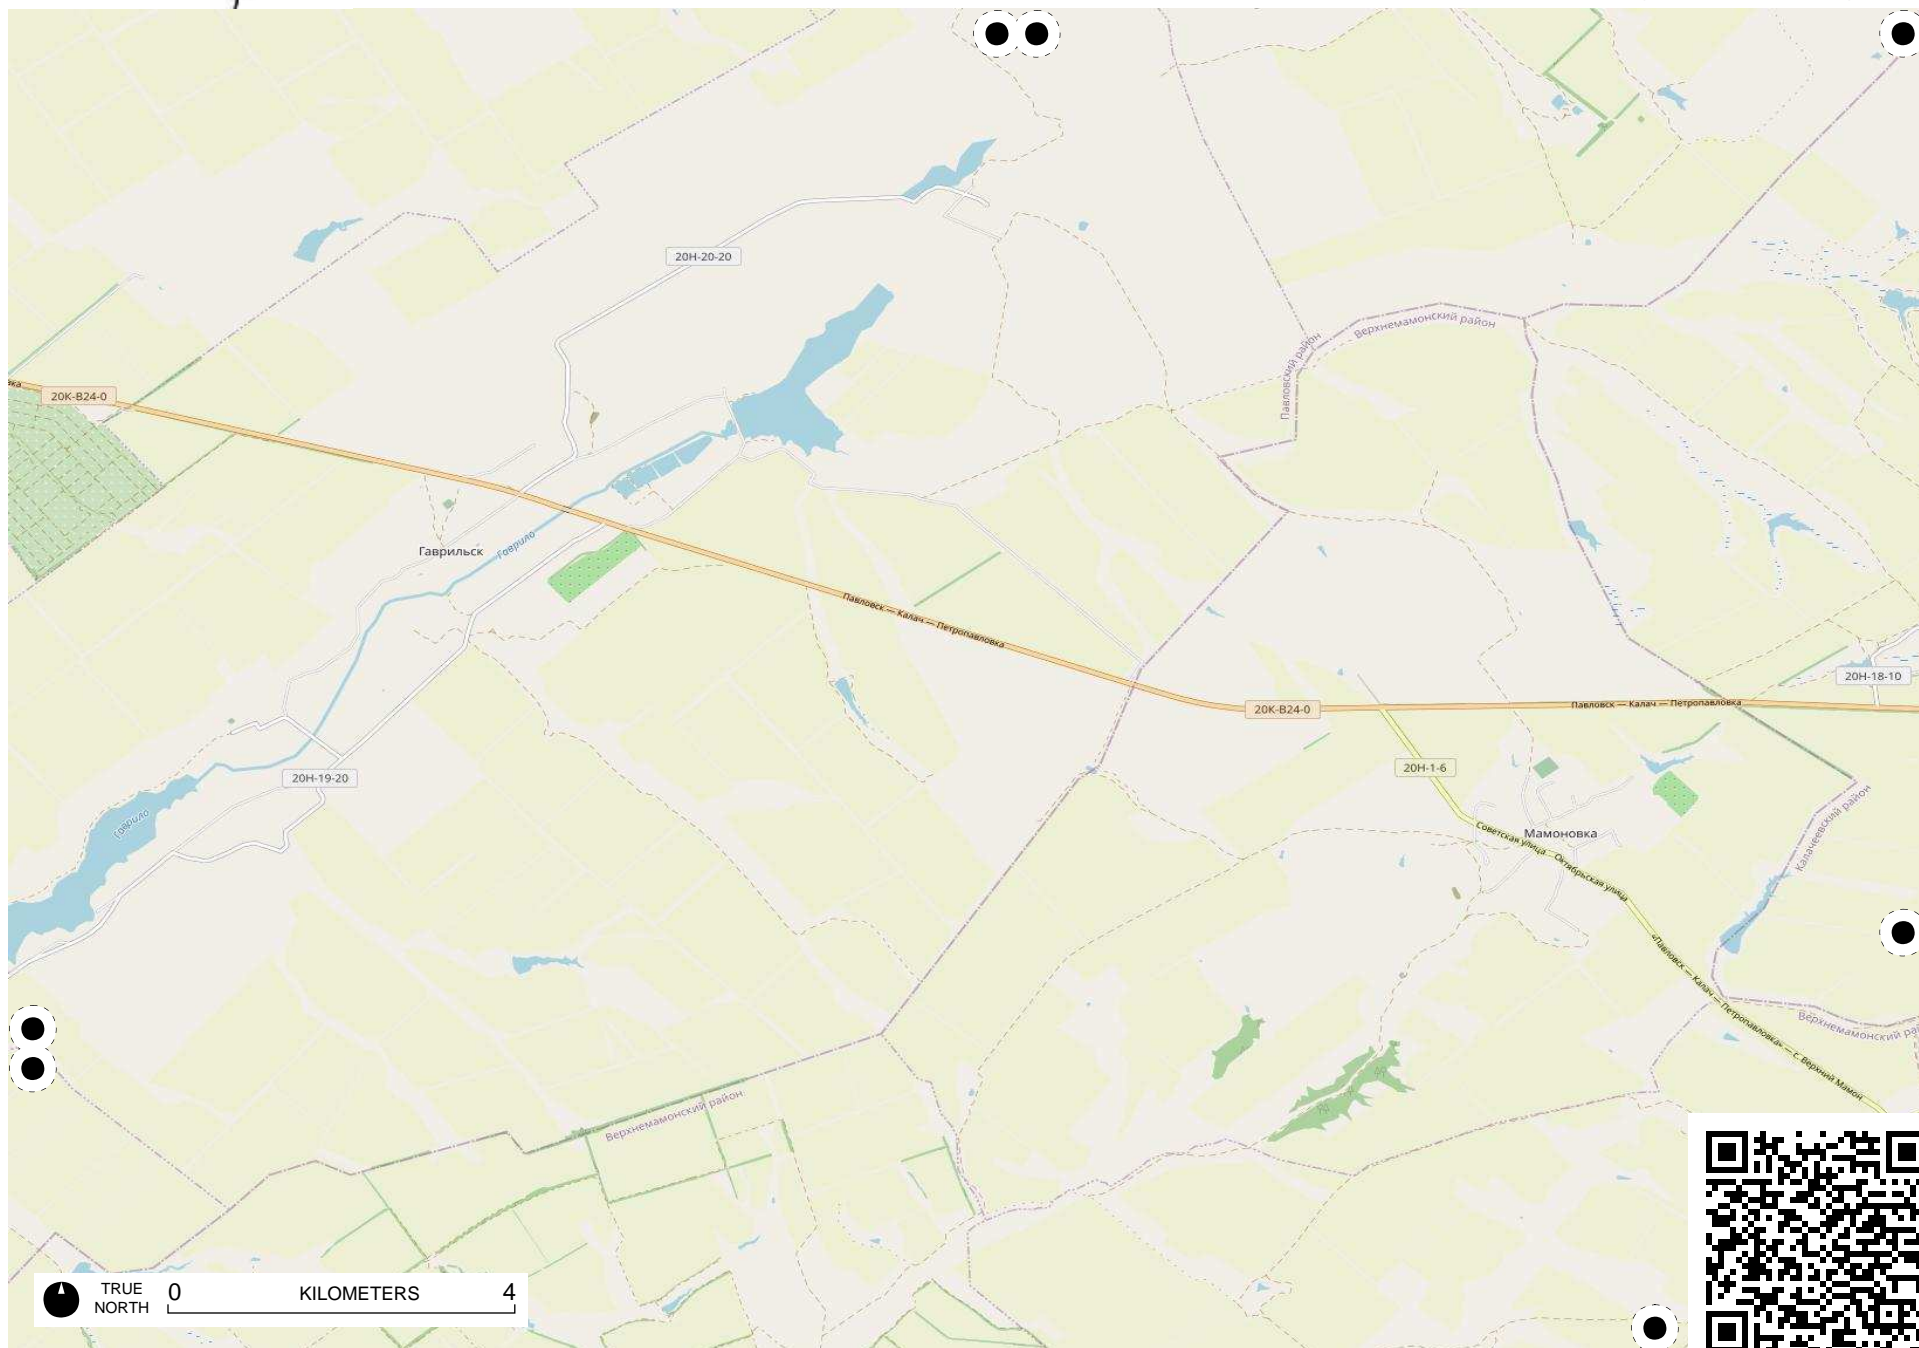 20Н-20-20
Верхнемамонский район
Павловский район
20К-В24-0
Гаврильск
Гаврило
Павловск — Калач — Петропавловка
20Н-18-10
20К-В24-0
Павловск — Калач — Петропавловка
20Н-1-6
20Н-19-20
Гаврило
Мамоновка
Советская улица
Октябрьская улица
Калачеевский район
«Павловск — Калач — Петропавловка» — с. Верхний Мамон
Верхнемамонский
Верхнемамонский район
TRUE
NORTH
0 KILOMETERS 4